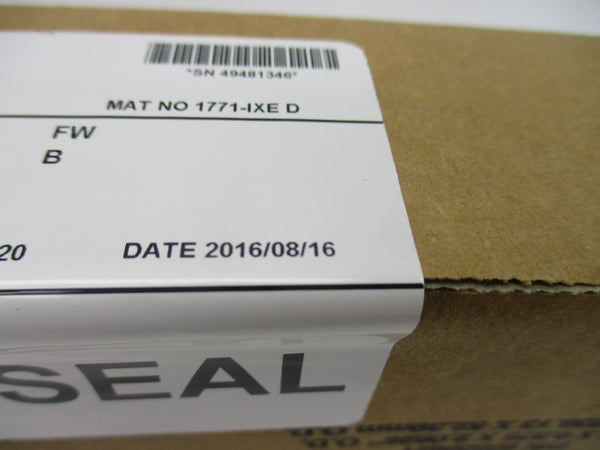 *SN 49481346*
MAT NO 1771-IXE D
FW
B
20 DATE 2016/08/16
SEAL